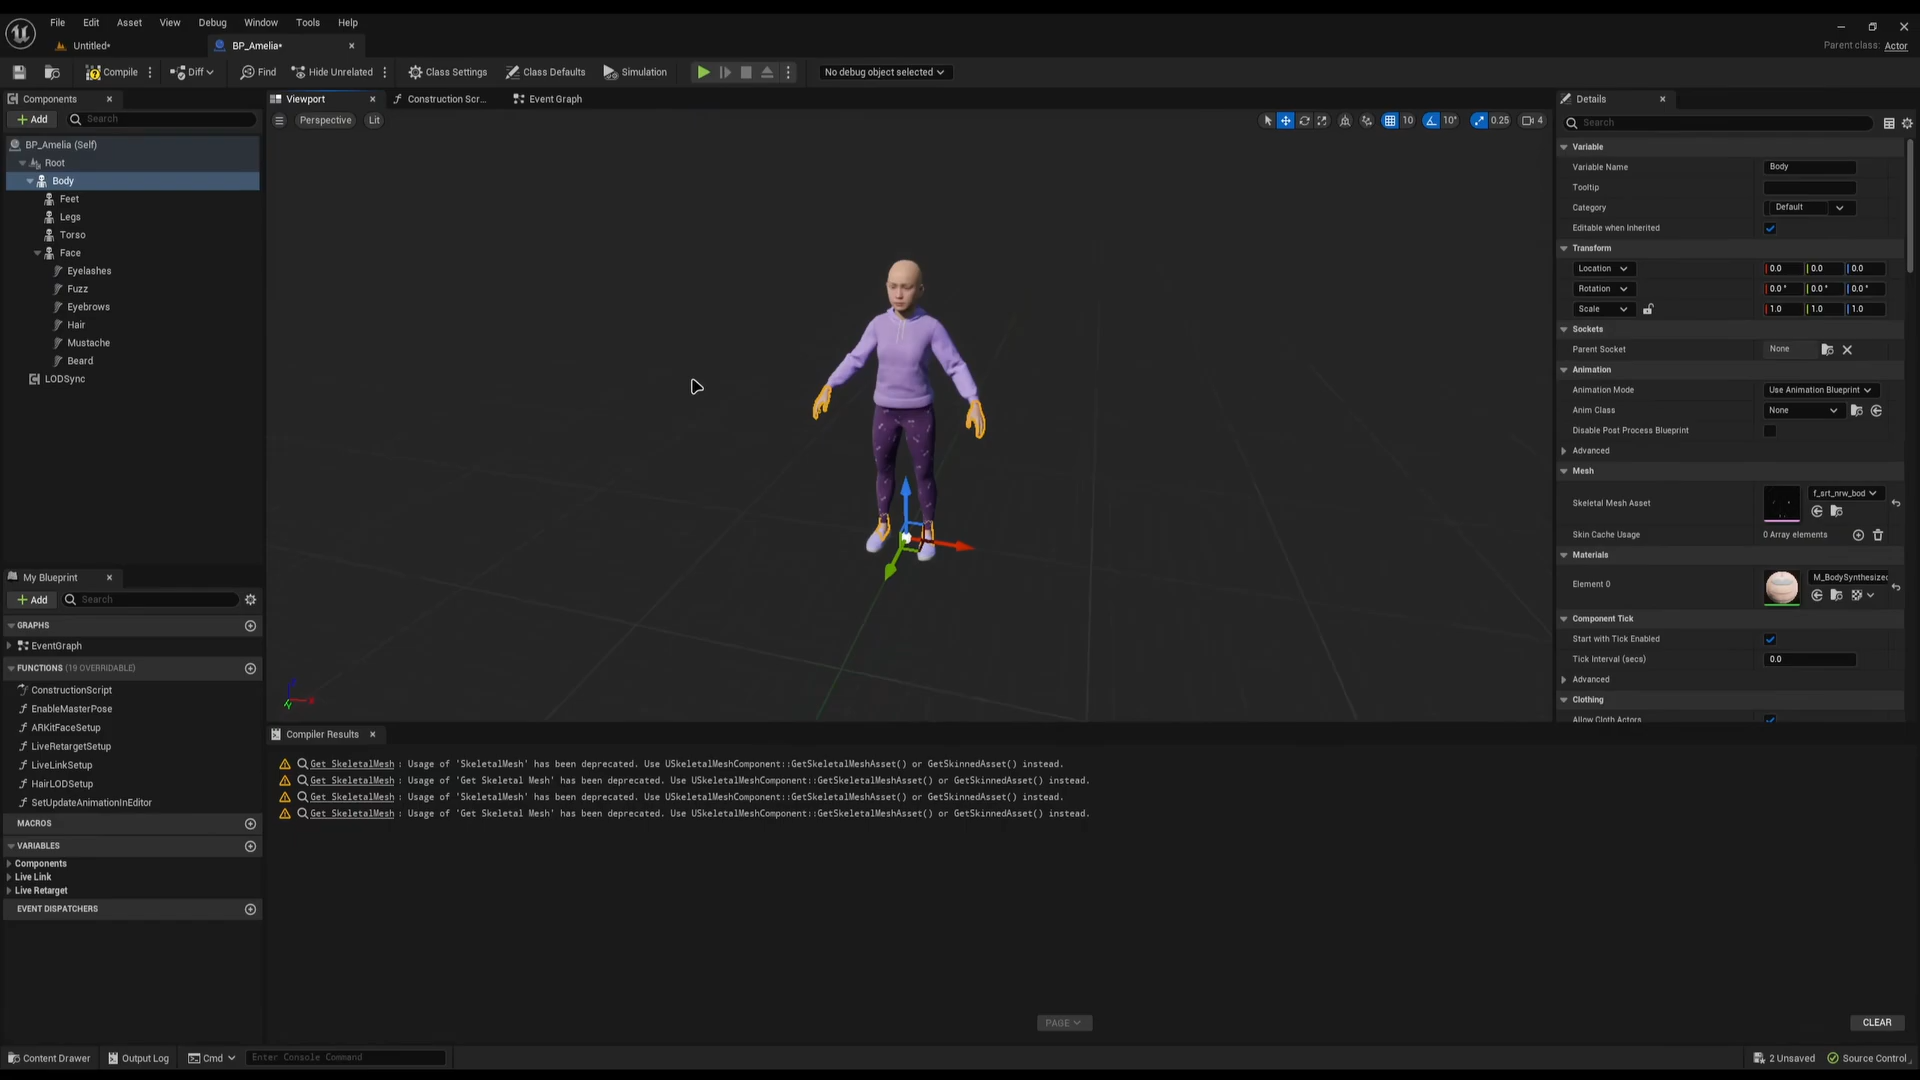 File Edit Asset View Debug Window Tools Help
Untitled* BP_Amelia* Parent class: Actor
Compile Diff Find Hide Unrelated Class Settings Class Defaults Simulation No debug object selected
Components
Add Search
BP_Amelia (Self)
Root
Body
Feet
Legs
Torso
Face
Eyelashes
Fuzz
Eyebrows
Hair
Mustache
Beard
LODSync
My Blueprint
Add Search
GRAPHS
EventGraph
FUNCTIONS (19 OVERRIDABLE)
ConstructionScript
EnableMasterPose
ARKitFaceSetup
LiveRetargetSetup
LiveLinkSetup
HairLODSetup
SetUpdateAnimationInEditor
MACROS
VARIABLES
Components
Live Link
Live Retarget
EVENT DISPATCHERS
Viewport Construction Scr... Event Graph
Perspective Lit 10 10° 0.25 4
Compiler Results
Get SkeletalMesh : Usage of 'SkeletalMesh' has been deprecated. Use USkeletalMeshComponent::GetSkeletalMeshAsset() or GetSkinnedAsset() instead.
Get SkeletalMesh : Usage of 'Get Skeletal Mesh' has been deprecated. Use USkeletalMeshComponent::GetSkeletalMeshAsset() or GetSkinnedAsset() instead.
Get SkeletalMesh : Usage of 'SkeletalMesh' has been deprecated. Use USkeletalMeshComponent::GetSkeletalMeshAsset() or GetSkinnedAsset() instead.
Get SkeletalMesh : Usage of 'Get Skeletal Mesh' has been deprecated. Use USkeletalMeshComponent::GetSkeletalMeshAsset() or GetSkinnedAsset() instead.
PAGE CLEAR
Details
Search
Variable
Variable Name Body
Tooltip
Category Default
Editable when Inherited
Transform
Location 0.0 0.0 0.0
Rotation 0.0 ° 0.0 ° 0.0 °
Scale 1.0 1.0 1.0
Sockets
Parent Socket None
Animation
Animation Mode Use Animation Blueprint
Anim Class None
Disable Post Process Blueprint
Advanced
Mesh
Skeletal Mesh Asset f_srt_nrw_bod
Skin Cache Usage 0 Array elements
Materials
Element 0 M_BodySynthesized
Component Tick
Start with Tick Enabled
Tick Interval (secs) 0.0
Advanced
Clothing
Allow Cloth Actors
Content Drawer Output Log Cmd Enter Console Command 2 Unsaved Source Control